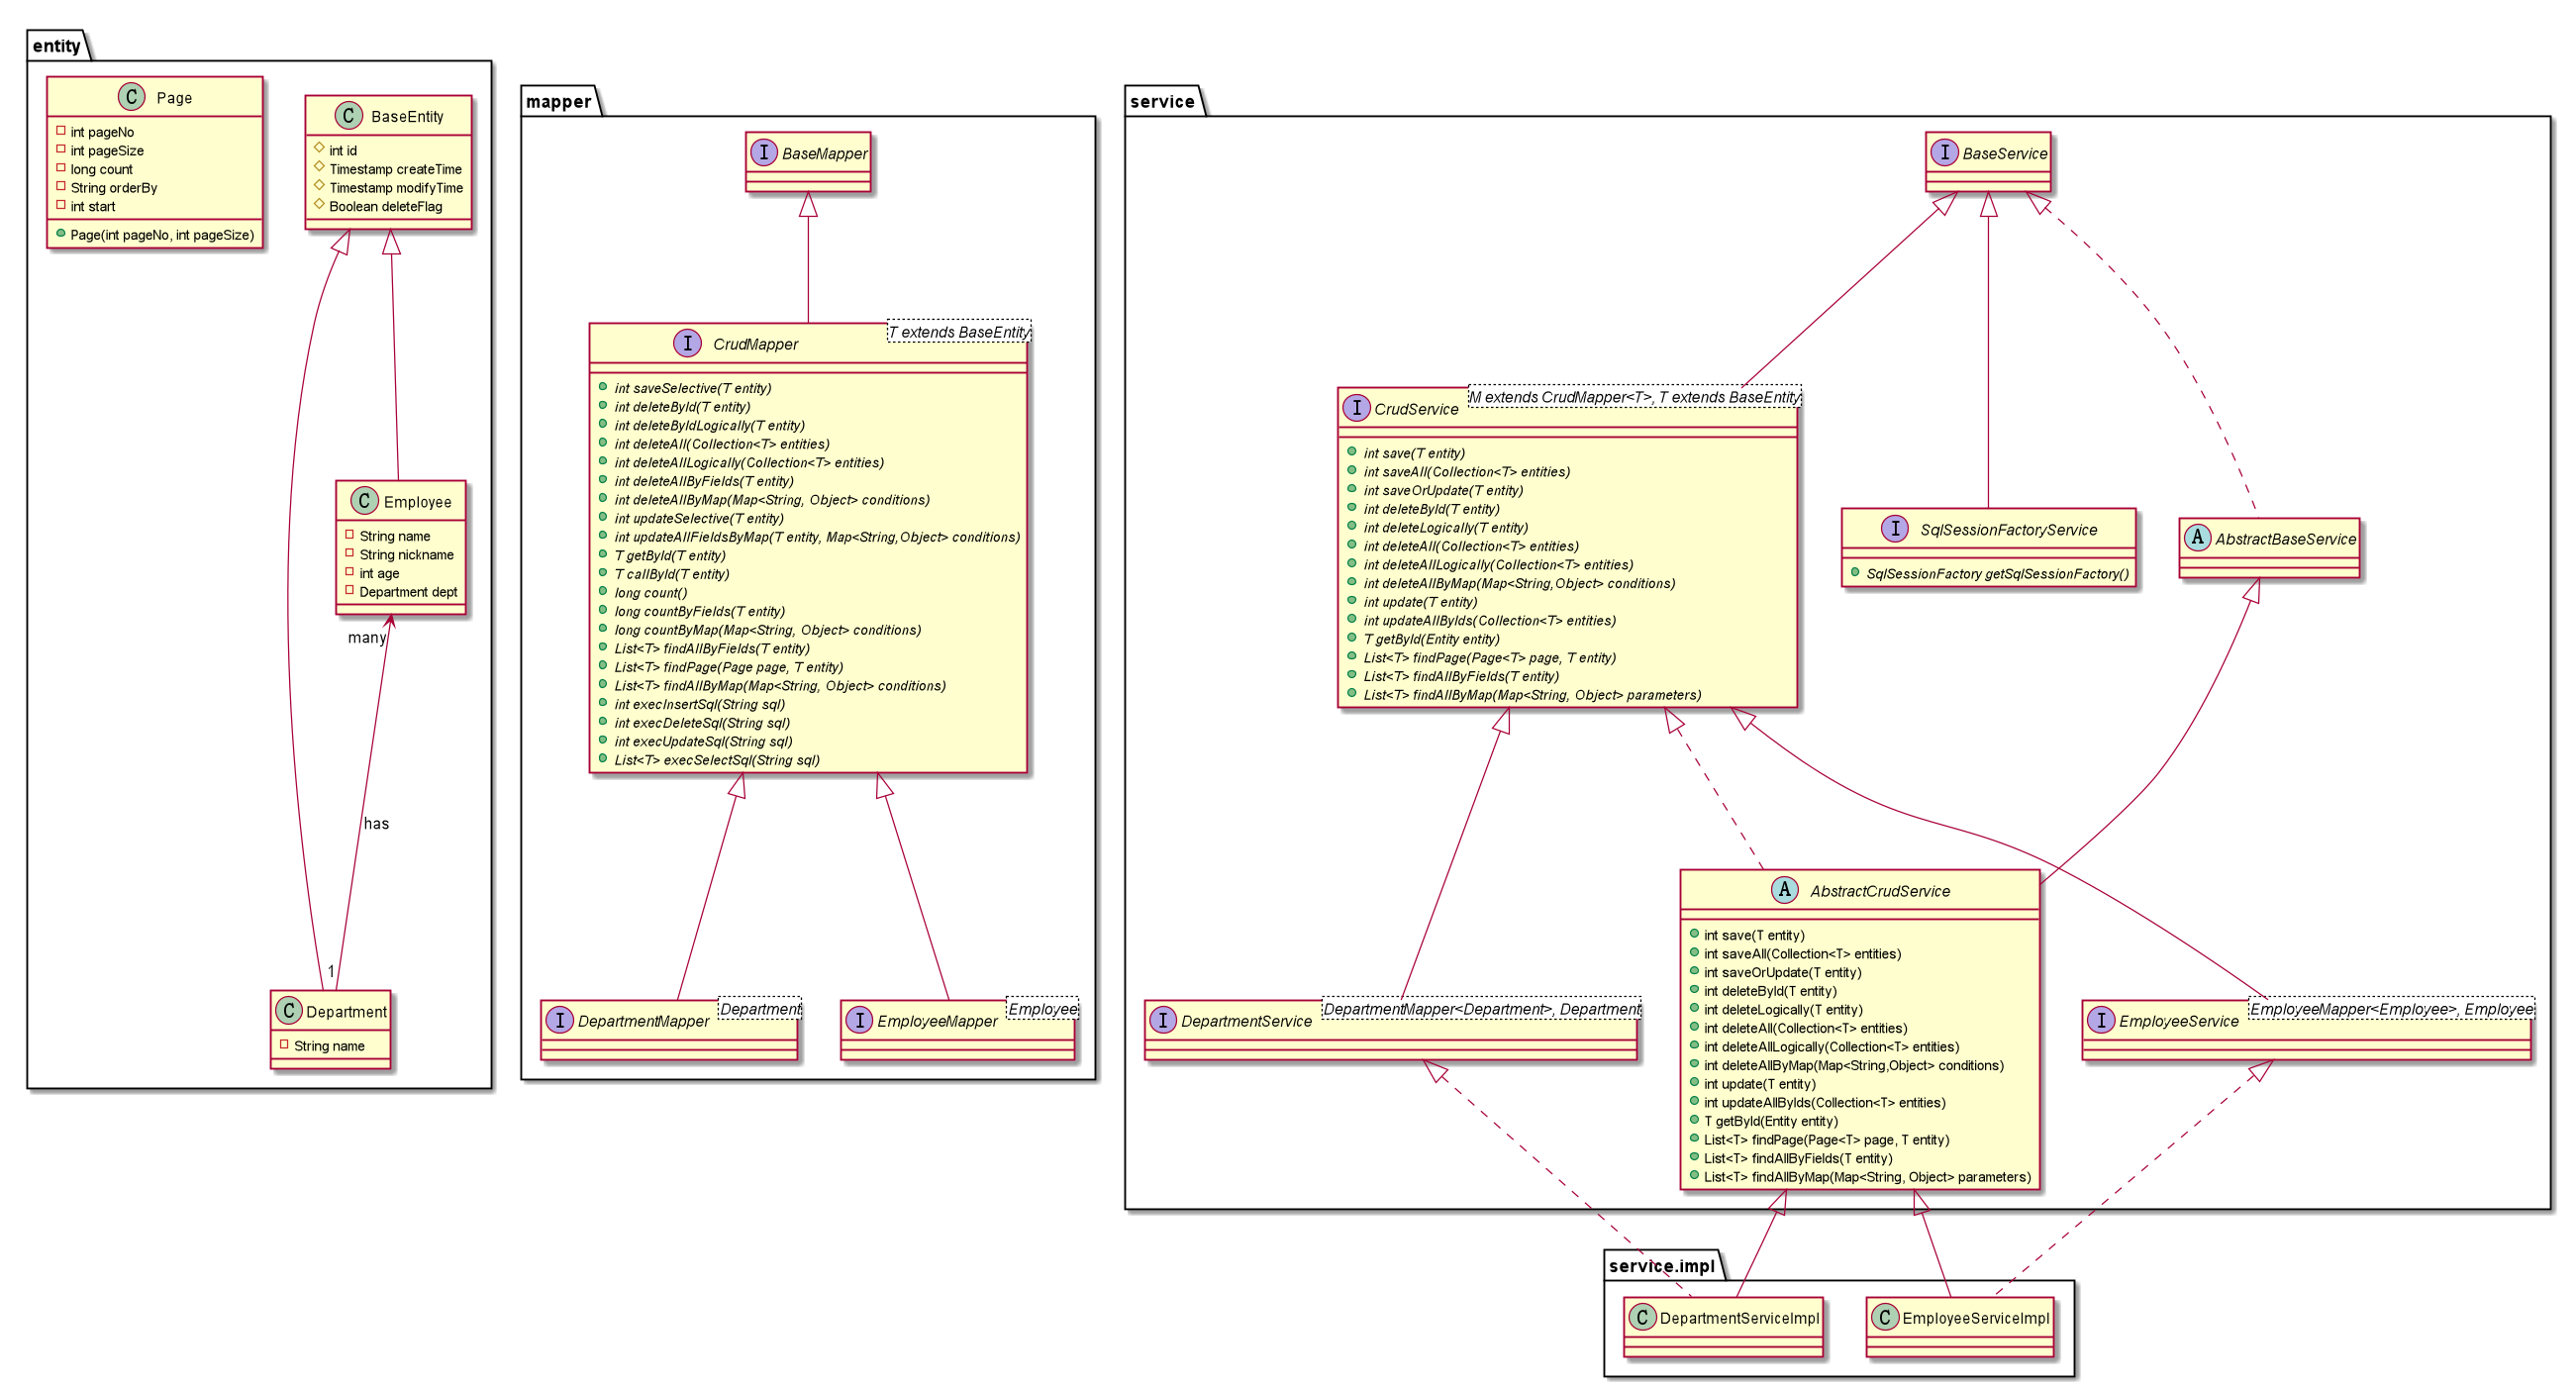 entity
C Page
int pageNo
int pageSize
long count
String orderBy
int start
Page(int pageNo, int pageSize)
C BaseEntity
int id
Timestamp createTime
Timestamp modifyTime
Boolean deleteFlag
C Employee
String name
String nickname
int age
Department dept
many
has
1
C Department
String name
mapper
I BaseMapper
I CrudMapper
T extends BaseEntity
int saveSelective(T entity)
int deleteById(T entity)
int deleteByIdLogically(T entity)
int deleteAll(Collection<T> entities)
int deleteAllLogically(Collection<T> entities)
int deleteAllByFields(T entity)
int deleteAllByMap(Map<String, Object> conditions)
int updateSelective(T entity)
int updateAllFieldsByMap(T entity, Map<String,Object> conditions)
T getById(T entity)
T callById(T entity)
long count()
long countByFields(T entity)
long countByMap(Map<String, Object> conditions)
List<T> findAllByFields(T entity)
List<T> findPage(Page page, T entity)
List<T> findAllByMap(Map<String, Object> conditions)
int execInsertSql(String sql)
int execDeleteSql(String sql)
int execUpdateSql(String sql)
List<T> execSelectSql(String sql)
I DepartmentMapper
Department
I EmployeeMapper
Employee
service
I BaseService
I CrudService
M extends CrudMapper<T>, T extends BaseEntity
int save(T entity)
int saveAll(Collection<T> entities)
int saveOrUpdate(T entity)
int deleteById(T entity)
int deleteLogically(T entity)
int deleteAll(Collection<T> entities)
int deleteAllLogically(Collection<T> entities)
int deleteAllByMap(Map<String,Object> conditions)
int update(T entity)
int updateAllByIds(Collection<T> entities)
T getById(Entity entity)
List<T> findPage(Page<T> page, T entity)
List<T> findAllByFields(T entity)
List<T> findAllByMap(Map<String, Object> parameters)
I SqlSessionFactoryService
SqlSessionFactory getSqlSessionFactory()
A AbstractBaseService
A AbstractCrudService
int save(T entity)
int saveAll(Collection<T> entities)
int saveOrUpdate(T entity)
int deleteById(T entity)
int deleteLogically(T entity)
int deleteAll(Collection<T> entities)
int deleteAllLogically(Collection<T> entities)
int deleteAllByMap(Map<String,Object> conditions)
int update(T entity)
int updateAllByIds(Collection<T> entities)
T getById(Entity entity)
List<T> findPage(Page<T> page, T entity)
List<T> findAllByFields(T entity)
List<T> findAllByMap(Map<String, Object> parameters)
I DepartmentService
DepartmentMapper<Department>, Department
I EmployeeService
EmployeeMapper<Employee>, Employee
service.impl
C DepartmentServiceImpl
C EmployeeServiceImpl